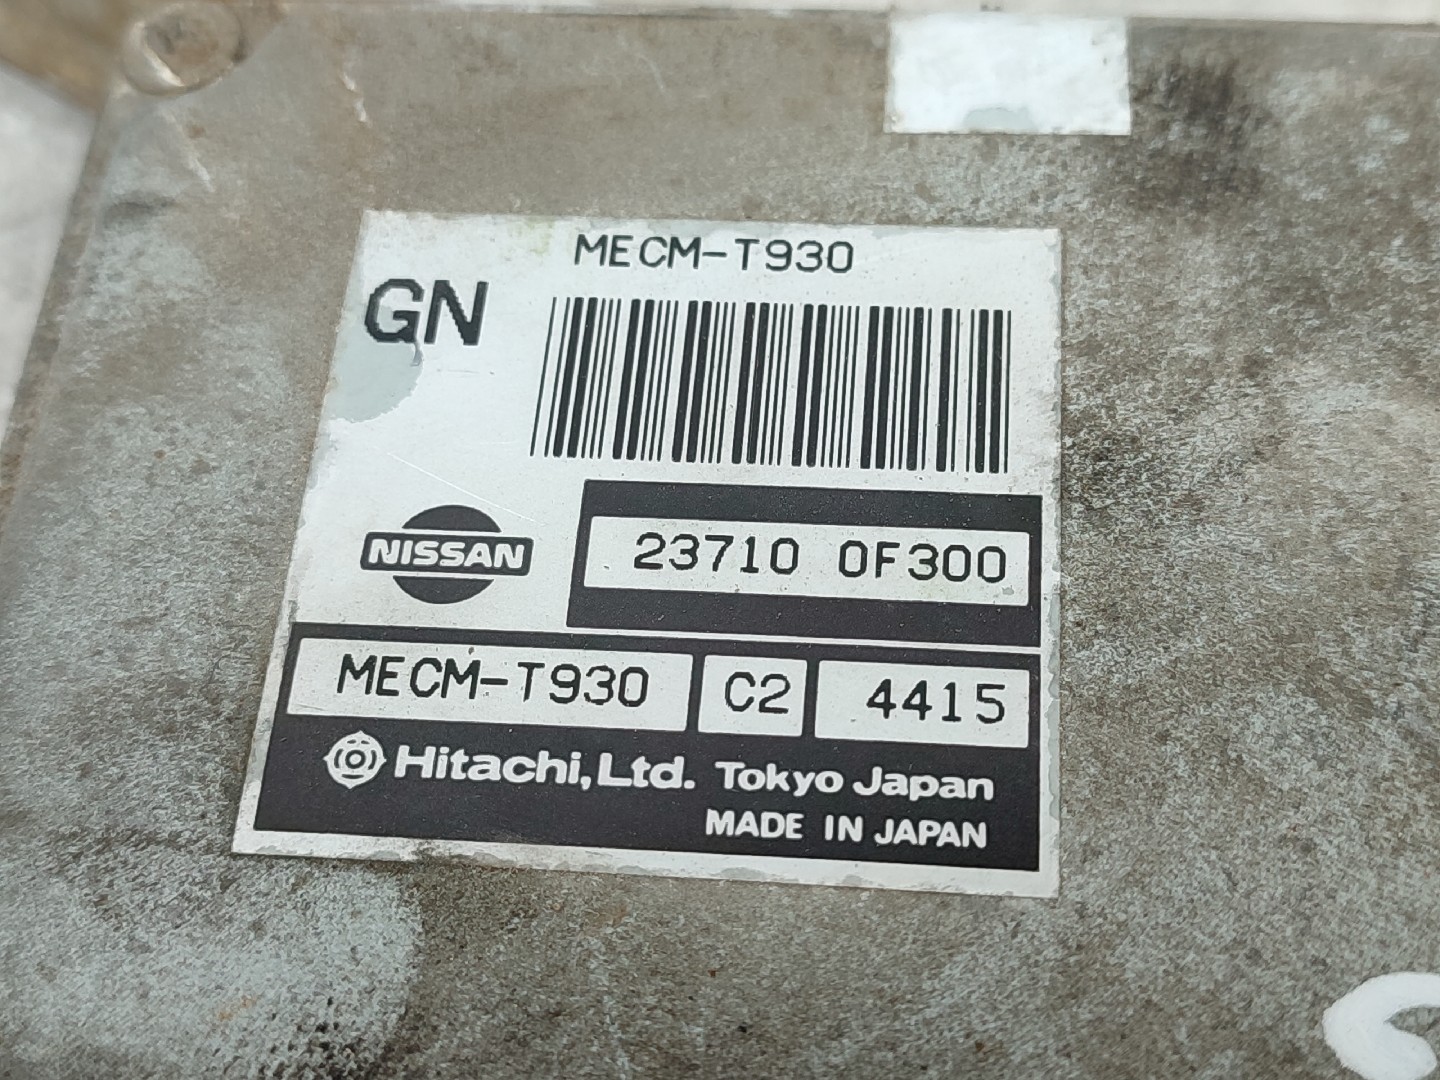 MECM-T930
GN
NISSAN
23710 0F300
MECM-T930 C2 4415
Hitachi, Ltd. Tokyo Japan
MADE IN JAPAN